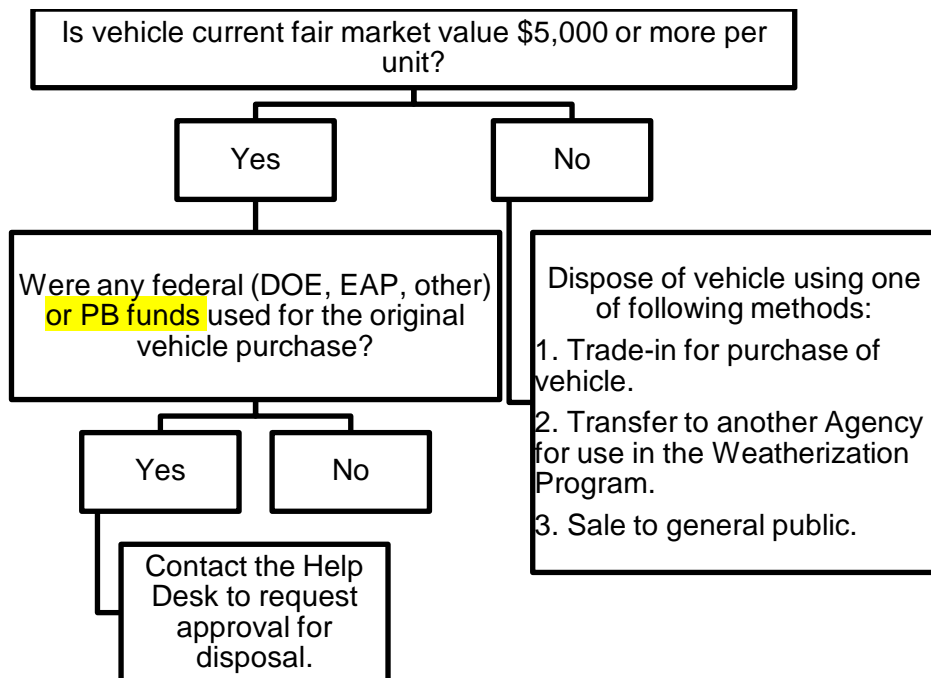 Is vehicle current fair market value $5,000 or more per
unit?
Yes
No
Were any federal (DOE, EAP, other)
or PB funds used for the original
vehicle purchase?
Dispose of vehicle using one
of following methods:
1. Trade-in for purchase of
vehicle.
2. Transfer to another Agency
for use in the Weatherization
Program.
3. Sale to general public.
Yes
No
Contact the Help
Desk to request
approval for
disposal.